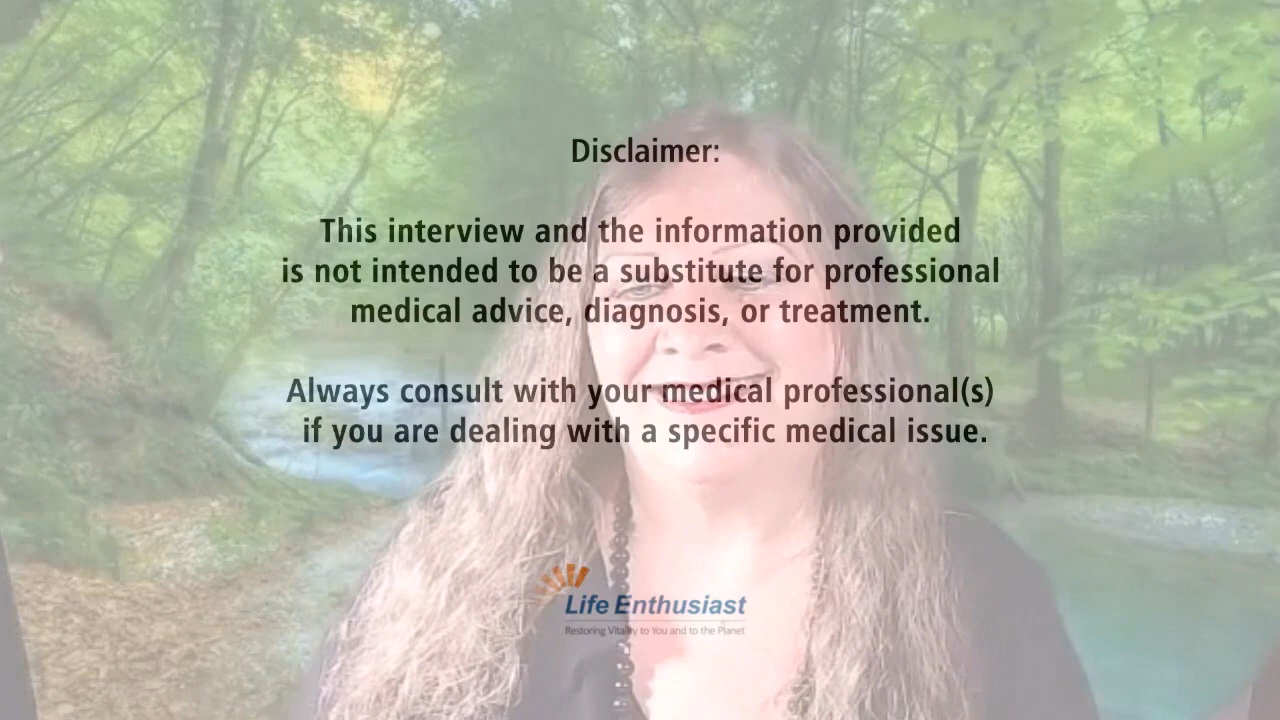 Disclaimer:
This interview and the information provided
is not intended to be a substitute for professional
medical advice, diagnosis, or treatment.
Always consult with your medical professional(s)
if you are dealing with a specific medical issue.
Life Enthusiast
Restoring Vitality to You and to the Planet